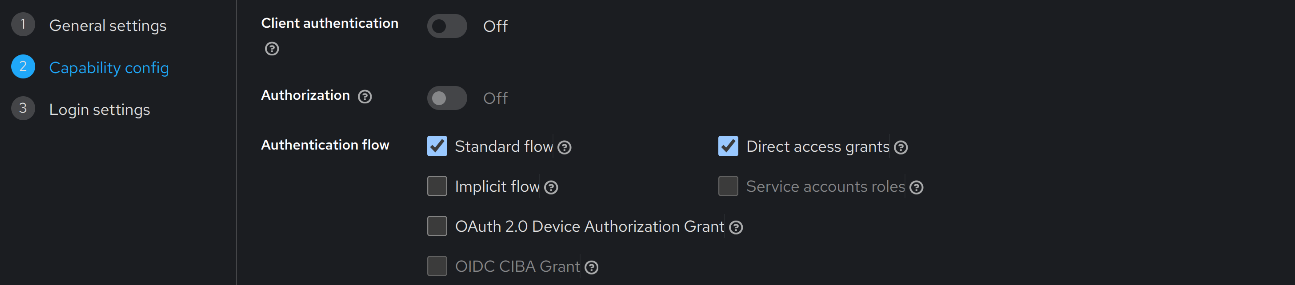 1 General settings
2 Capability config
3 Login settings
Client authentication
Off
Authorization
Off
Authentication flow
Standard flow
Direct access grants
Implicit flow
Service accounts roles
OAuth 2.0 Device Authorization Grant
OIDC CIBA Grant